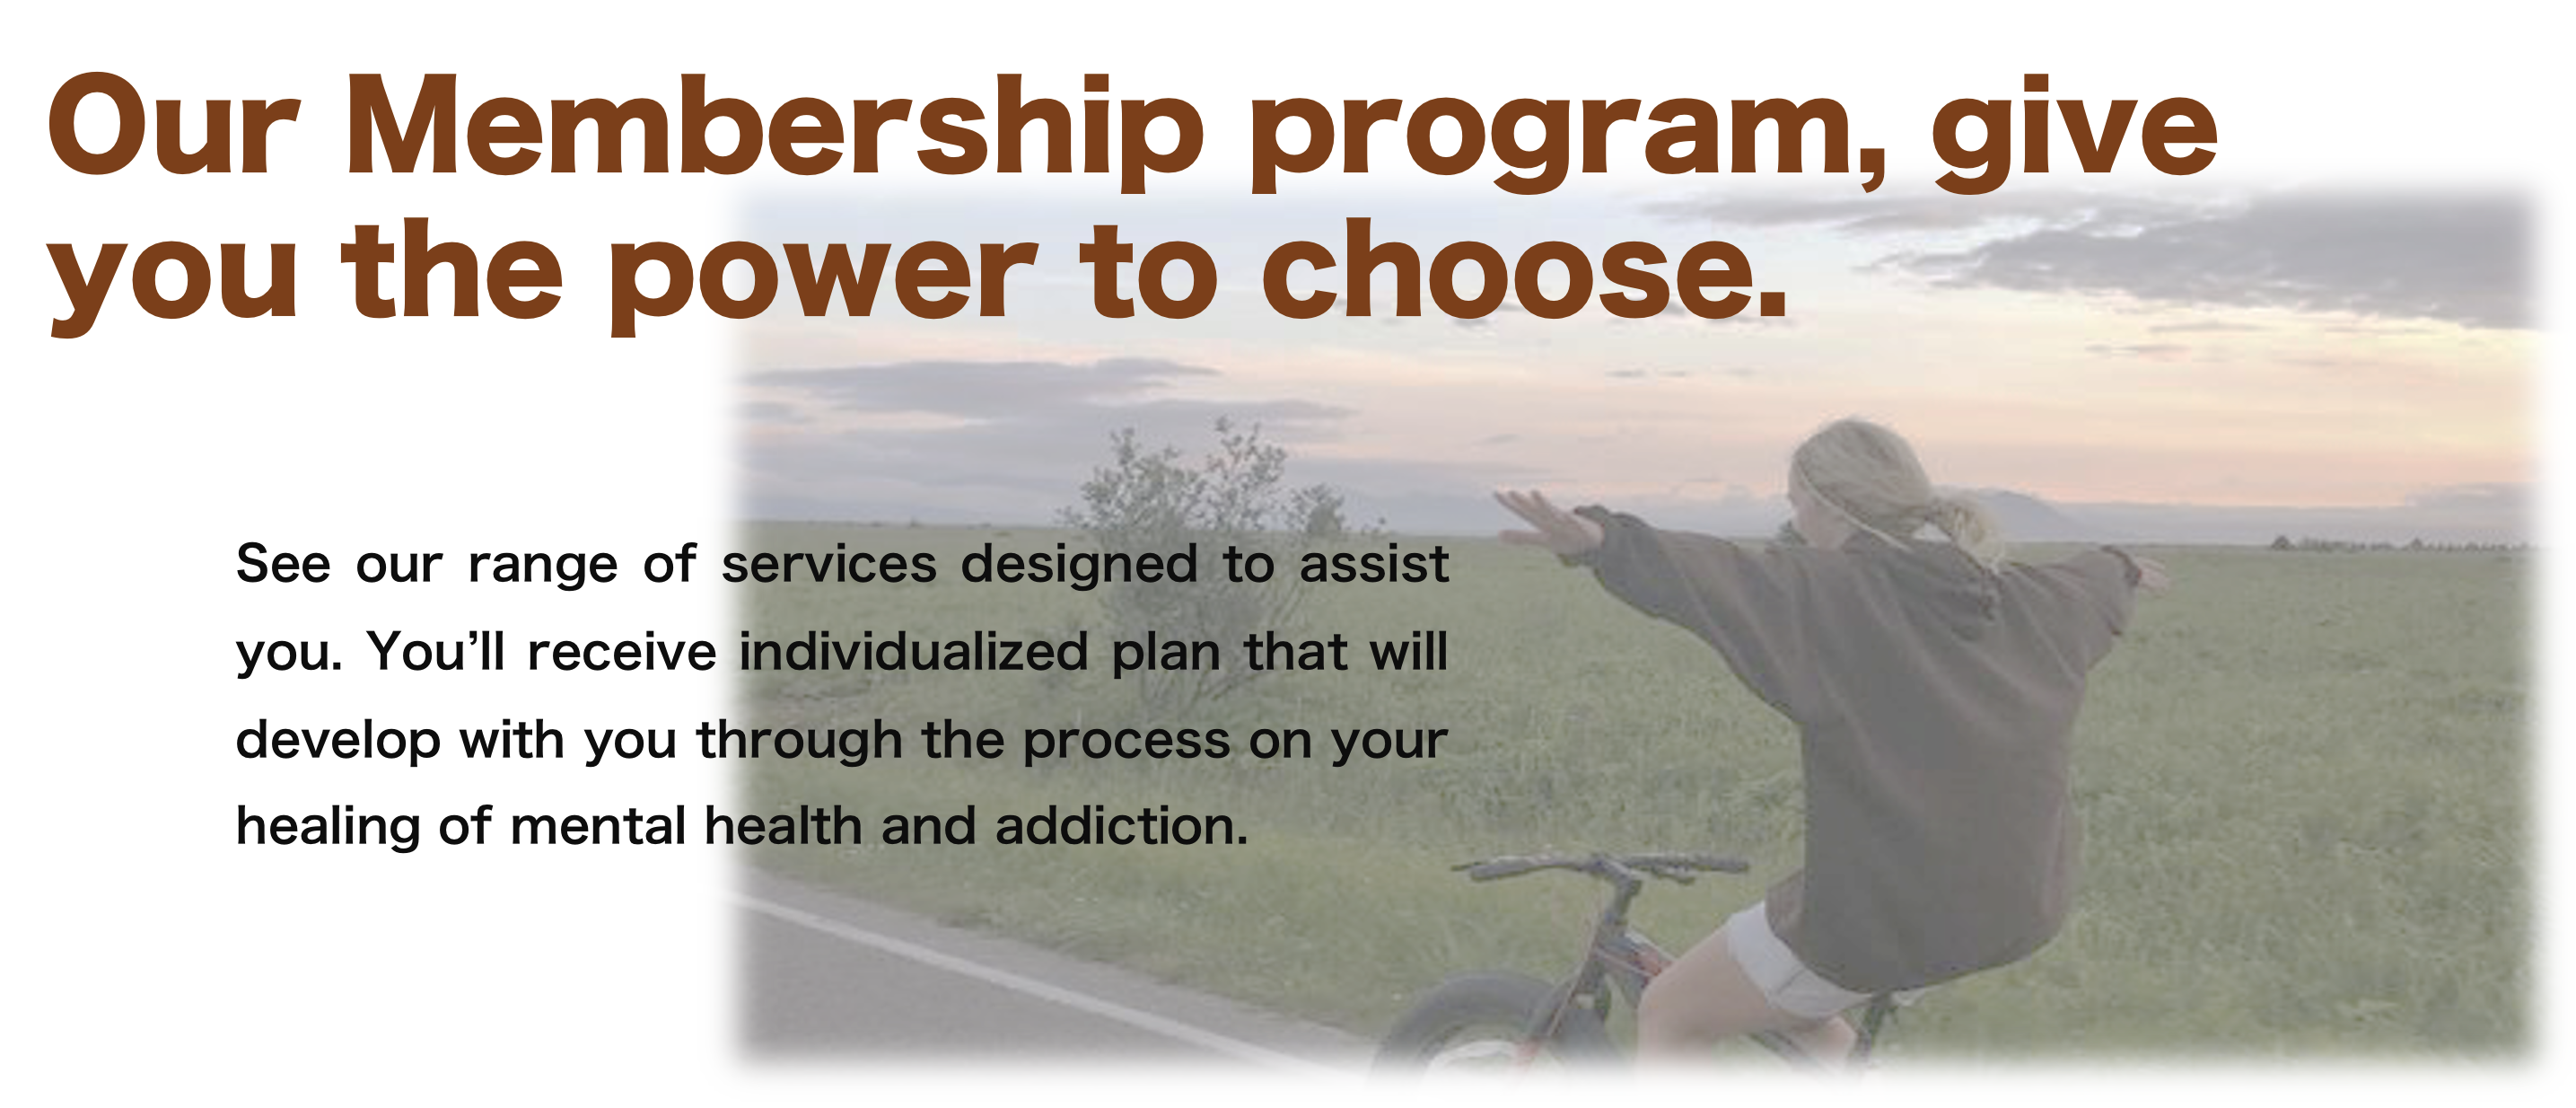 Our Membership program, give
you the power to choose.
See our range of services designed to assist
you. You’ll receive individualized plan that will
develop with you through the process on your
healing of mental health and addiction.